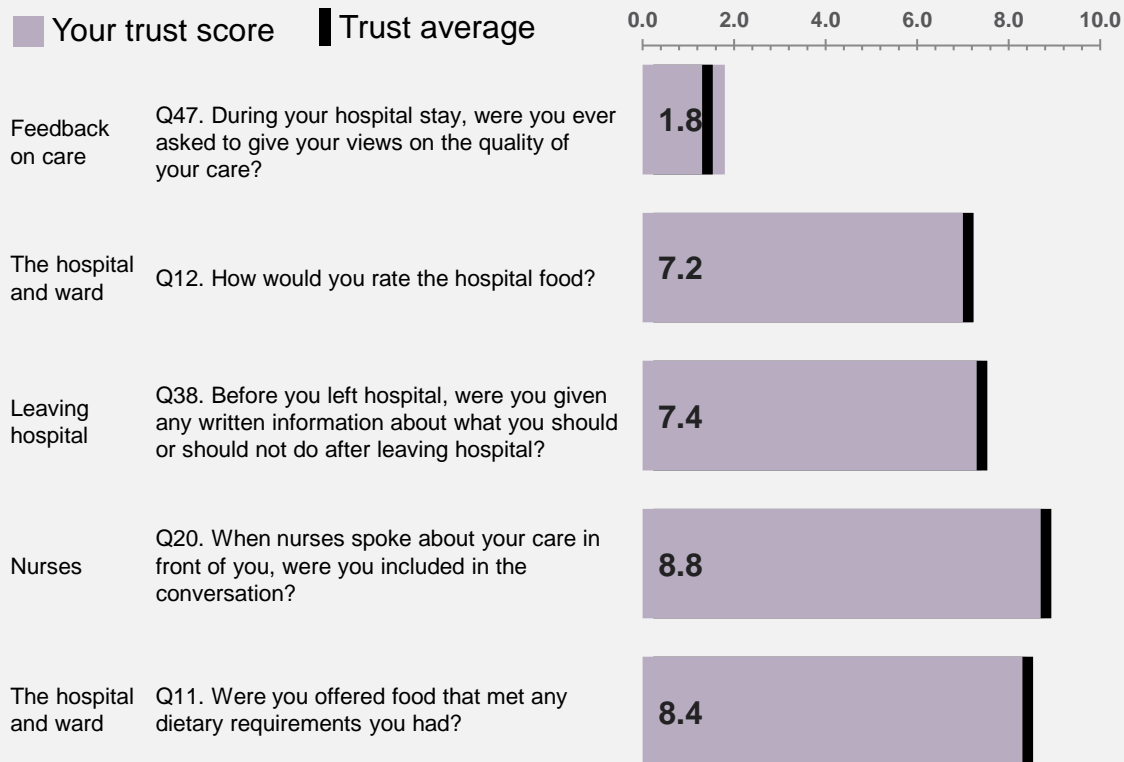 Your trust score
Trust average
0.0 2.0 4.0 6.0 8.0 10.0
Feedback
on care
Q47. During your hospital stay, were you ever
asked to give your views on the quality of
your care?
1.8
The hospital
and ward
Q12. How would you rate the hospital food?
7.2
Leaving
hospital
Q38. Before you left hospital, were you given
any written information about what you should
or should not do after leaving hospital?
7.4
Nurses
Q20. When nurses spoke about your care in
front of you, were you included in the
conversation?
8.8
The hospital
and ward
Q11. Were you offered food that met any
dietary requirements you had?
8.4